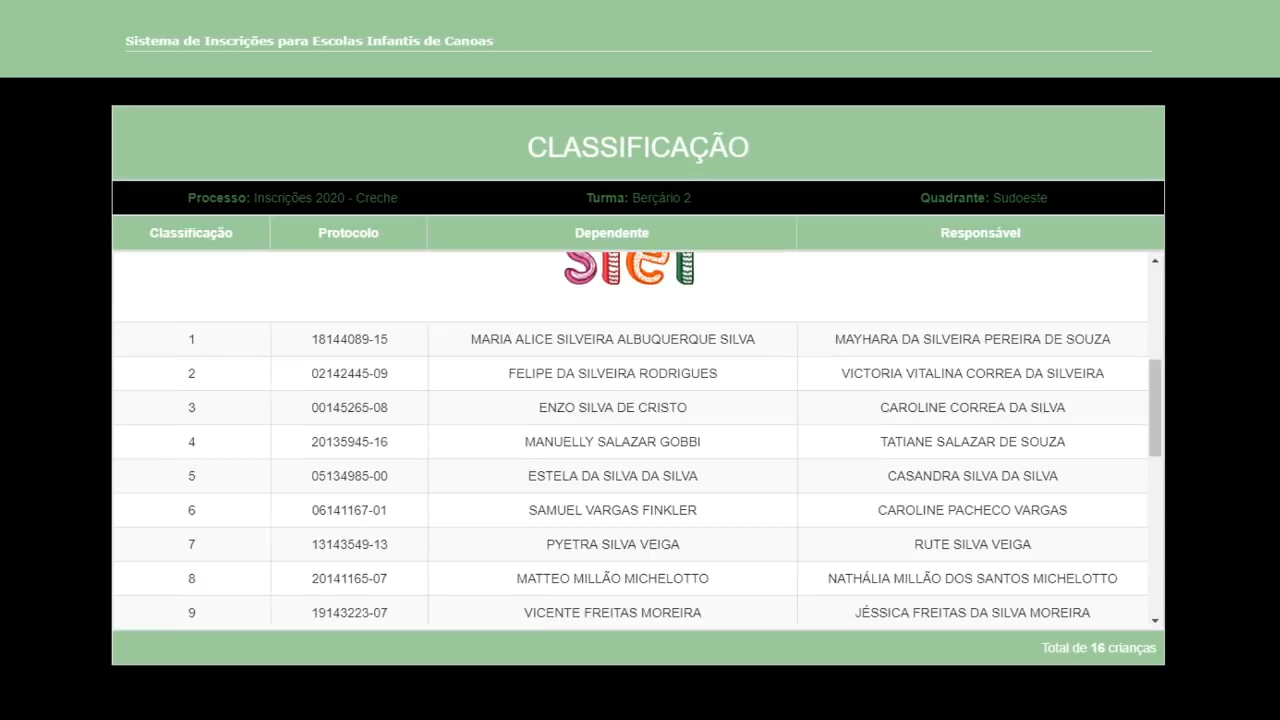 Sistema de Inscrições para Escolas Infantis de Canoas
CLASSIFICAÇÃO
Processo: Inscrições 2020 - Creche Turma: Berçário 2 Quadrante: Sudoeste
Classificação Protocolo Dependente Responsável
siei
1 18144089-15 MARIA ALICE SILVEIRA ALBUQUERQUE SILVA MAYHARA DA SILVEIRA PEREIRA DE SOUZA
2 02142445-09 FELIPE DA SILVEIRA RODRIGUES VICTORIA VITALINA CORREA DA SILVEIRA
3 00145265-08 ENZO SILVA DE CRISTO CAROLINE CORREA DA SILVA
4 20135945-16 MANUELLY SALAZAR GOBBI TATIANE SALAZAR DE SOUZA
5 05134985-00 ESTELA DA SILVA DA SILVA CASANDRA SILVA DA SILVA
6 06141167-01 SAMUEL VARGAS FINKLER CAROLINE PACHECO VARGAS
7 13143549-13 PYETRA SILVA VEIGA RUTE SILVA VEIGA
8 20141165-07 MATTEO MILLÃO MICHELOTTO NATHÁLIA MILLÃO DOS SANTOS MICHELOTTO
9 19143223-07 VICENTE FREITAS MOREIRA JÉSSICA FREITAS DA SILVA MOREIRA
Total de 16 crianças